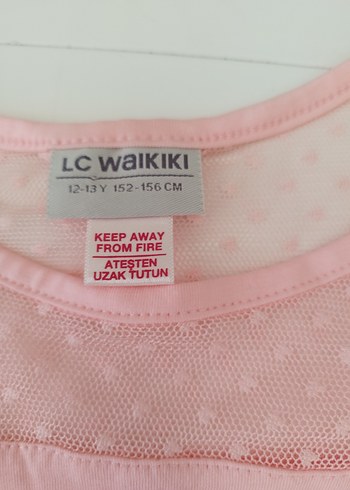 LC WAIKIKI
12-13 Y 152-156 CM
KEEP AWAY
FROM FIRE
ATEŞTEN
UZAK TUTUN